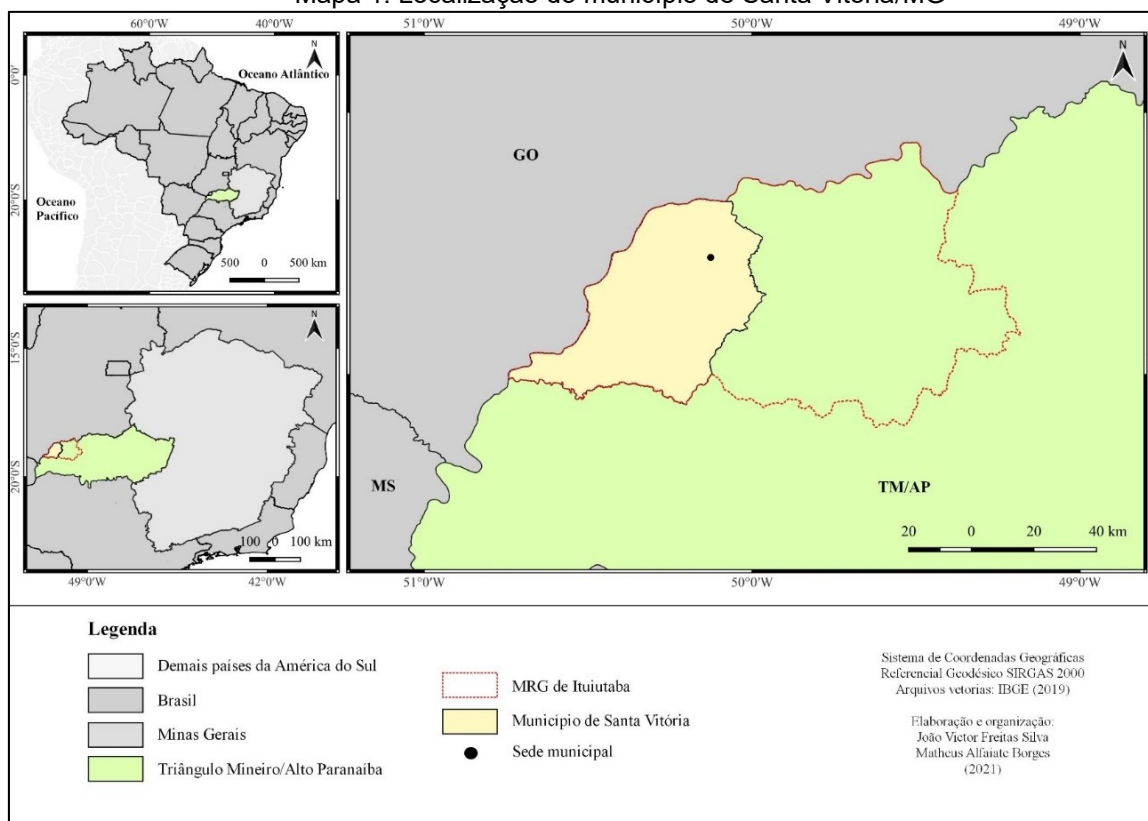 Mapa 1: Localização do município de Santa Vitória/MG
60°0'0"W 40°0'0"W
N
Oceano Atlântico
0°0'
20°0'S
Oceano
Pacífico
500 0 500 km
N
15°0'S
20°0'S
100 0 100 km
49°0'W 42°0'W
51°0'W 50°0'W 49°0'W
N
GO
MS
TM/AP
20 0 20 40 km
51°0'W 50°0'W 49°0'W
Legenda
Demais países da América do Sul
Brasil
Minas Gerais
Triângulo Mineiro/Alto Paranaíba
MRG de Ituiutaba
Município de Santa Vitória
Sede municipal
Sistema de Coordenadas Geográficas
Referencial Geodésico SIRGAS 2000
Arquivos vetorias: IBGE (2019)
Elaboração e organização:
João Victor Freitas Silva
Matheus Alfaiate Borges
(2021)